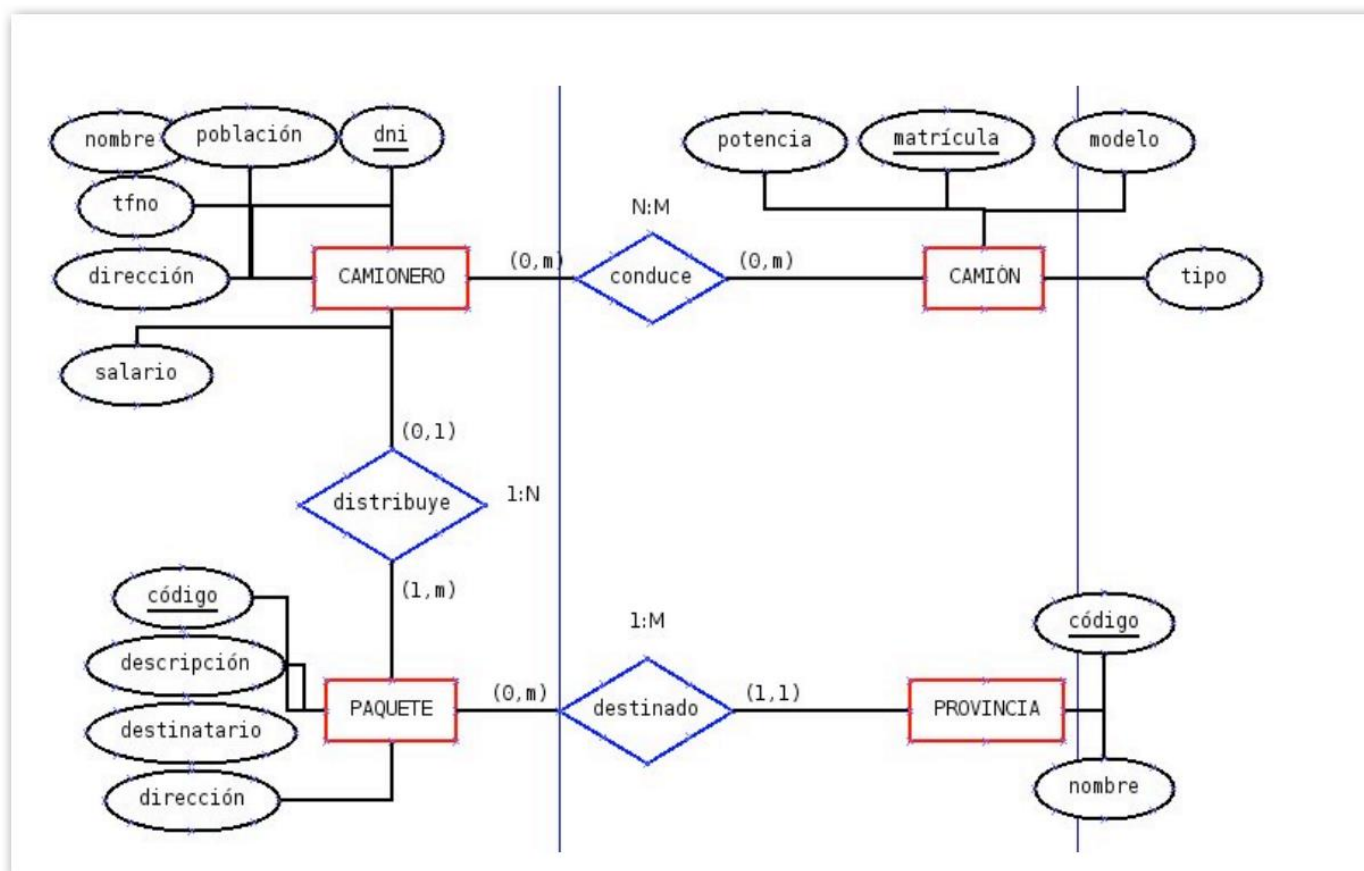 nombre
población
dni
potencia
matrícula
modelo
tfno
N:M
dirección
CAMIONERO
(0,m)
conduce
(0,m)
CAMIÓN
tipo
salario
(0,1)
distribuye
1:N
código
(1,m)
1:M
código
descripción
PAQUETE
(0,m)
destinado
(1,1)
PROVINCIA
destinatario
dirección
nombre